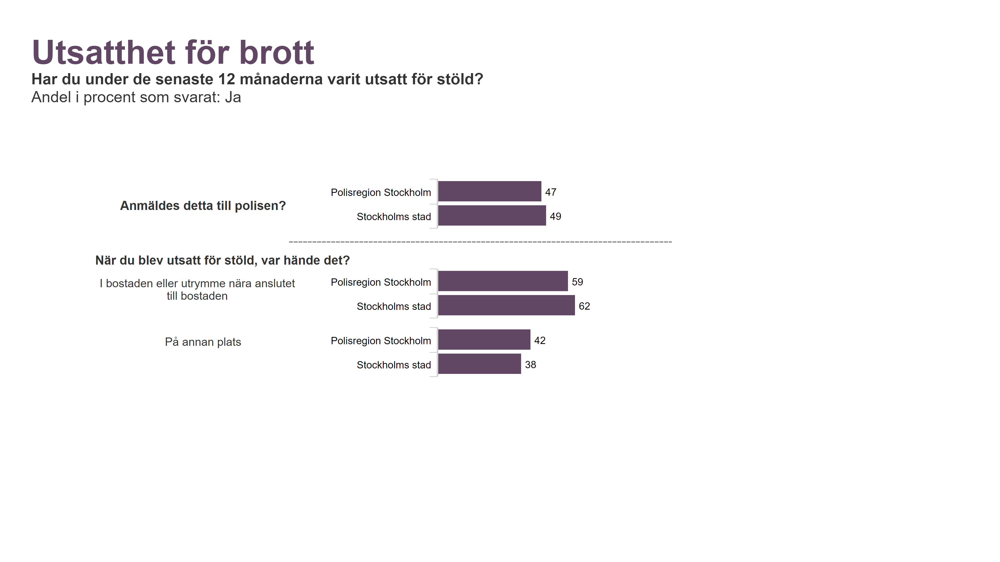 Utsatthet för brott
Har du under de senaste 12 månaderna varit utsatt för stöld?
Andel i procent som svarat: Ja
Anmäldes detta till polisen?
Polisregion Stockholm 47
Stockholms stad 49
När du blev utsatt för stöld, var hände det?
I bostaden eller utrymme nära anslutet
till bostaden
Polisregion Stockholm 59
Stockholms stad 62
På annan plats
Polisregion Stockholm 42
Stockholms stad 38